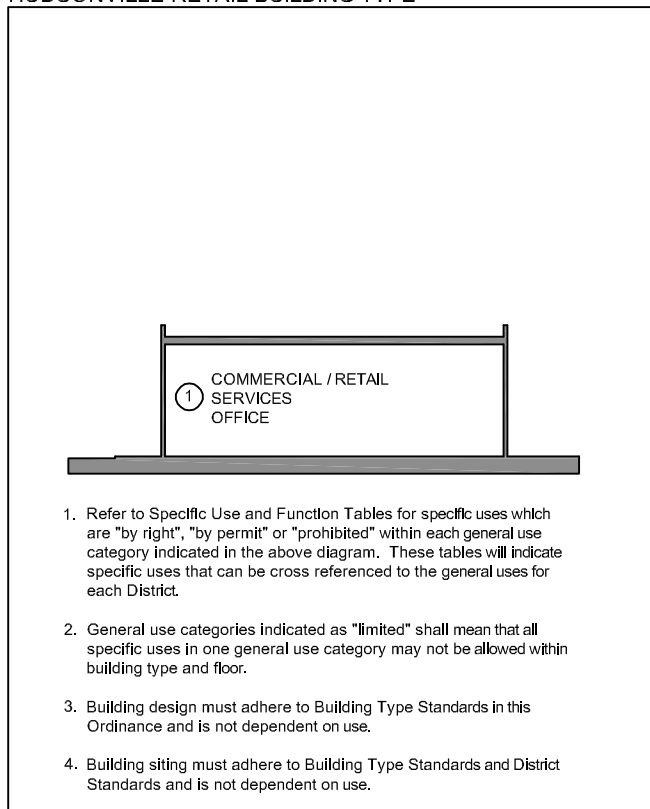 HUDSONVILLE RETAIL BUILDING TYPE
1 COMMERCIAL / RETAIL
SERVICES
OFFICE
1. Refer to Specific Use and Function Tables for specific uses which
are "by right", "by permit" or "prohibited" within each general use
category indicated in the above diagram. These tables will indicate
specific uses that can be cross referenced to the general uses for
each District.
2. General use categories indicated as "limited" shall mean that all
specific uses in one general use category may not be allowed within
building type and floor.
3. Building design must adhere to Building Type Standards in this
Ordinance and is not dependent on use.
4. Building siting must adhere to Building Type Standards and District
Standards and is not dependent on use.